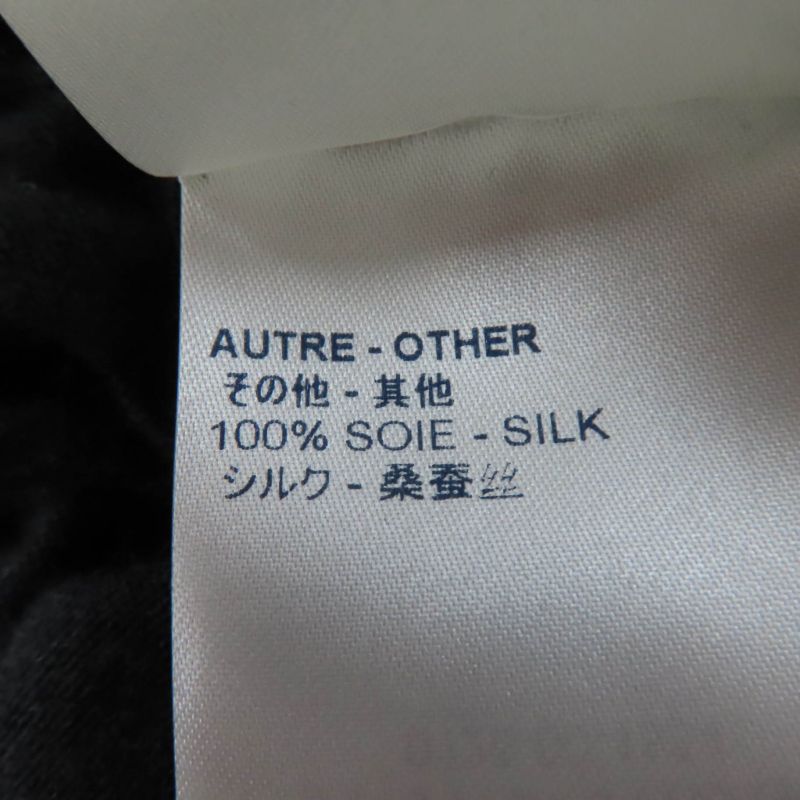 AUTRE - OTHER
その他 - 其他
100% SOIE - SILK
シルク - 桑蚕丝